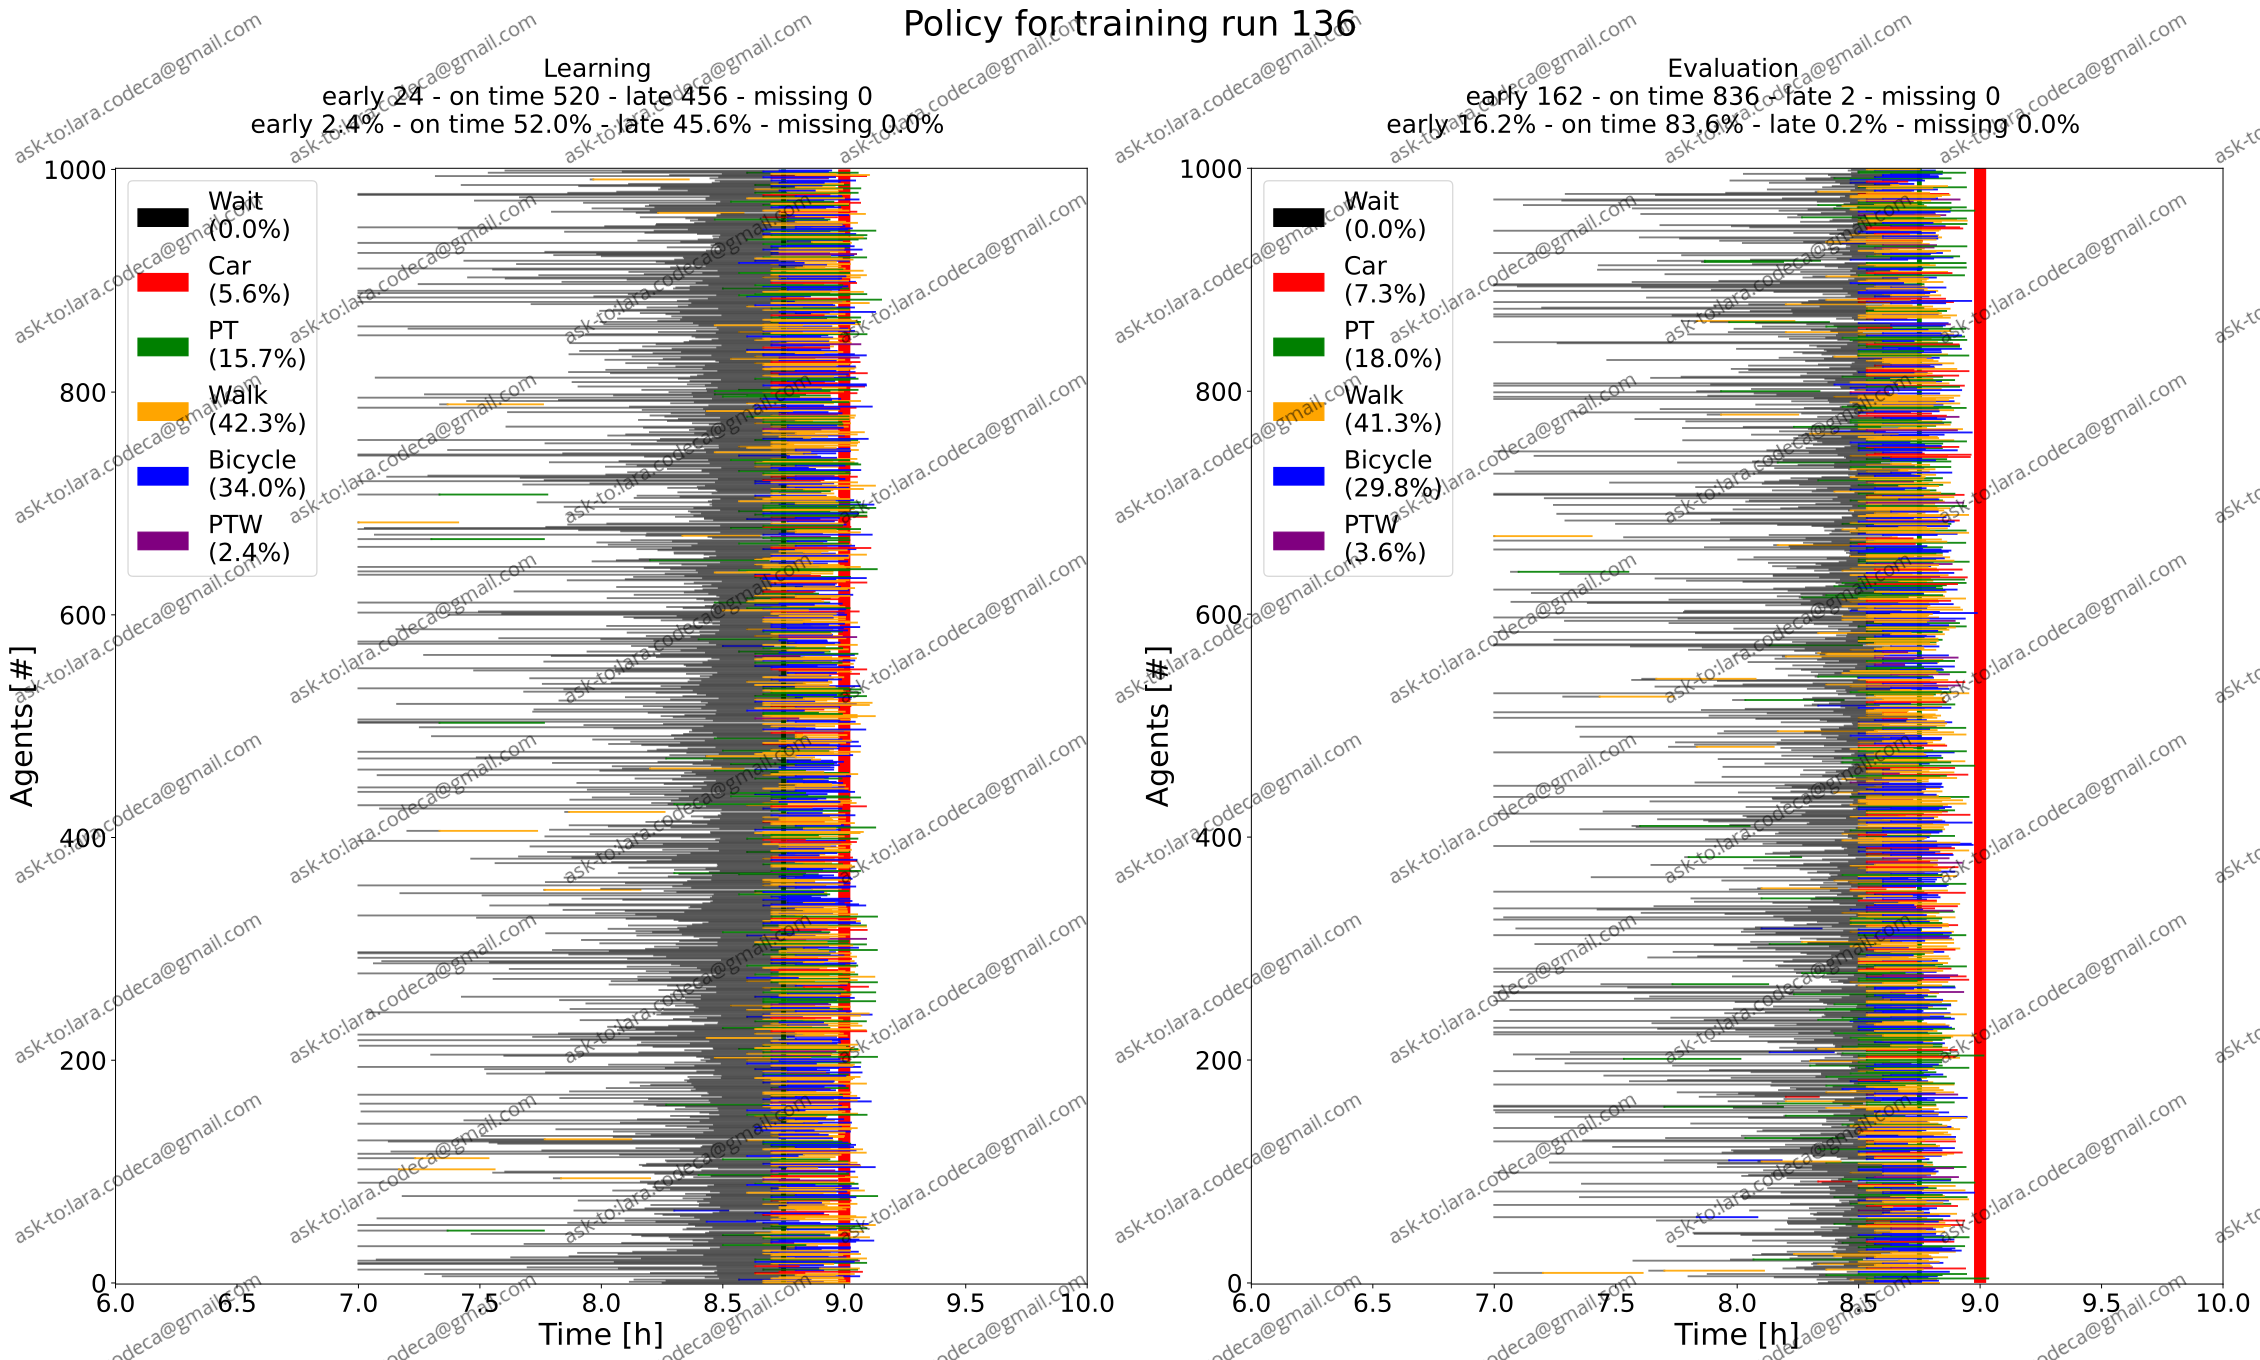 Policy for training run 136
Learning
early 24 - on time 520 - late 456 - missing 0
early 2.4% - on time 52.0% - late 45.6% - missing 0.0%
Evaluation
early 162 - on time 836 - late 2 - missing 0
early 16.2% - on time 83.6% - late 0.2% - missing 0.0%
Wait
(0.0%)
Car
(5.6%)
PT
(15.7%)
Walk
(42.3%)
Bicycle
(34.0%)
PTW
(2.4%)
1000
800
600
400
200
0
Agents [#]
6.0 6.5 7.0 7.5 8.0 8.5 9.0 9.5 10.0
Time [h]
Wait
(0.0%)
Car
(7.3%)
PT
(18.0%)
Walk
(41.3%)
Bicycle
(29.8%)
PTW
(3.6%)
1000
800
600
400
200
0
Agents [#]
6.0 6.5 7.0 7.5 8.0 8.5 9.0 9.5 10.0
Time [h]
ask-to:lara.codeca@gmail.com